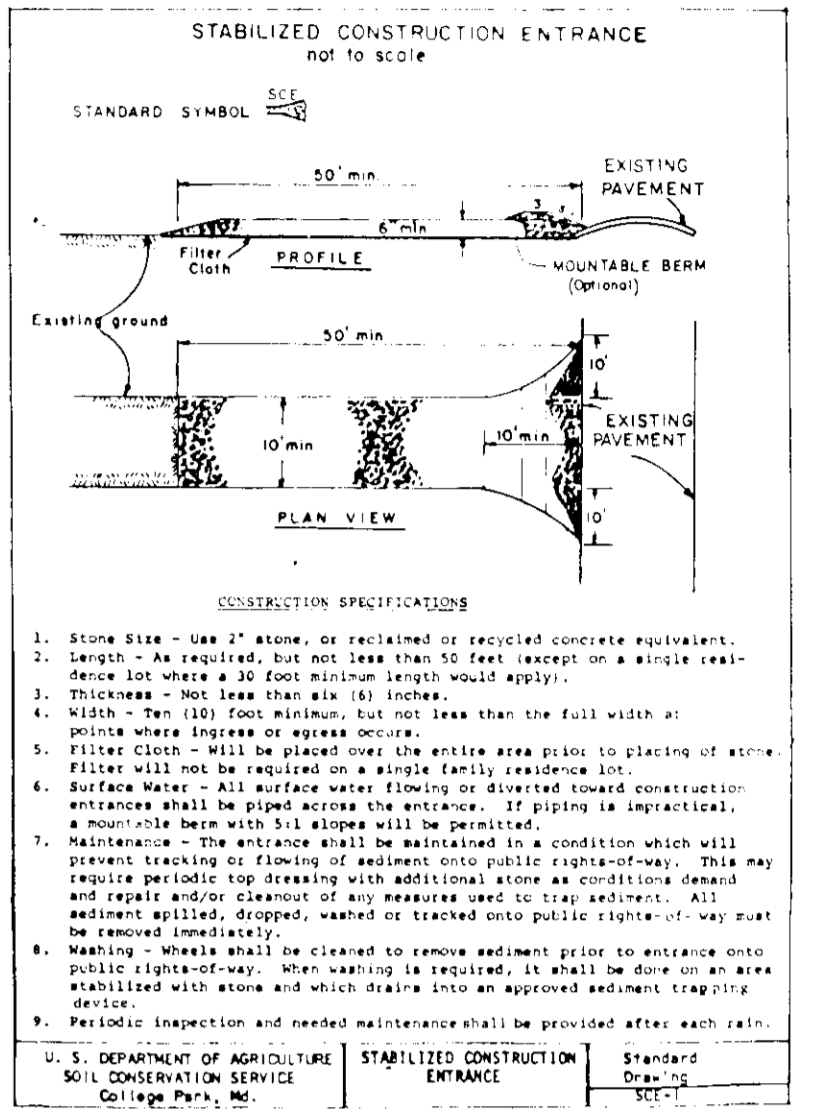 STABILIZED CONSTRUCTION ENTRANCE
not to scale
STANDARD SYMBOL
SCE
50' min.
EXISTING
PAVEMENT
3
6" min
Filter
Cloth
PROFILE
MOUNTABLE BERM
(Optional)
Existing ground
50' min
10'
10' min
10' min
EXISTING
PAVEMENT
10'
PLAN VIEW
CONSTRUCTION SPECIFICATIONS
1. Stone Size - Use 2" stone, or reclaimed or recycled concrete equivalent.
2. Length - As required, but not less than 50 feet (except on a single resi-
dence lot where a 30 foot minimum length would apply).
3. Thickness - Not less than six (6) inches.
4. Width - Ten (10) foot minimum, but not less than the full width at
points where ingress or egress occurs.
5. Filter Cloth - Will be placed over the entire area prior to placing of stone.
Filter will not be required on a single family residence lot.
6. Surface Water - All surface water flowing or diverted toward construction
entrances shall be piped across the entrance. If piping is impractical,
a mountable berm with 5:1 slopes will be permitted.
7. Maintenance - The entrance shall be maintained in a condition which will
prevent tracking or flowing of sediment onto public rights-of-way. This may
require periodic top dressing with additional stone as conditions demand
and repair and/or cleanout of any measures used to trap sediment. All
sediment spilled, dropped, washed or tracked onto public rights-of- way must
be removed immediately.
8. Washing - Wheels shall be cleaned to remove sediment prior to entrance onto
public rights-of-way. When washing is required, it shall be done on an area
stabilized with stone and which drains into an approved sediment trapping
device.
9. Periodic inspection and needed maintenance shall be provided after each rain.
U. S. DEPARTMENT OF AGRICULTURE
SOIL CONSERVATION SERVICE
College Park, Md.
STABILIZED CONSTRUCTION
ENTRANCE
Standard
Drawing
SCE-1